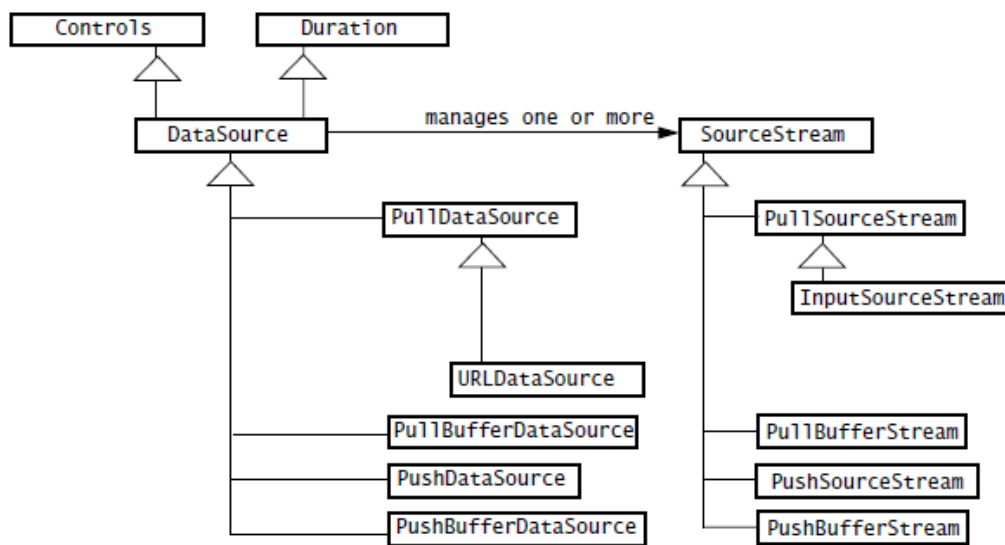 Controls
Duration
DataSource
manages one or more
SourceStream
PullDataSource
PullSourceStream
InputSourceStream
URLDataSource
PullBufferDataSource
PullBufferStream
PushDataSource
PushSourceStream
PushBufferDataSource
PushBufferStream